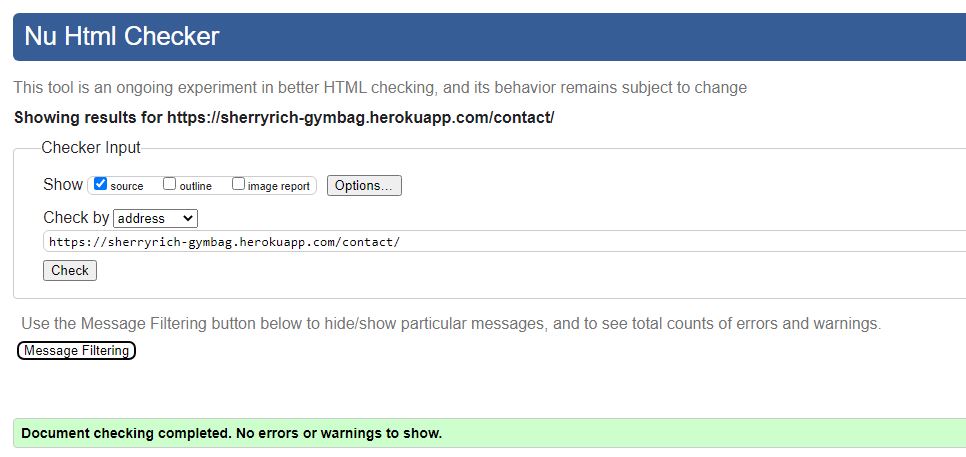 Nu Html Checker
This tool is an ongoing experiment in better HTML checking, and its behavior remains subject to change
Showing results for https://sherryrich-gymbag.herokuapp.com/contact/
Checker Input
Show source outline image report Options...
Check by address
https://sherryrich-gymbag.herokuapp.com/contact/
Check
Use the Message Filtering button below to hide/show particular messages, and to see total counts of errors and warnings.
Message Filtering
Document checking completed. No errors or warnings to show.